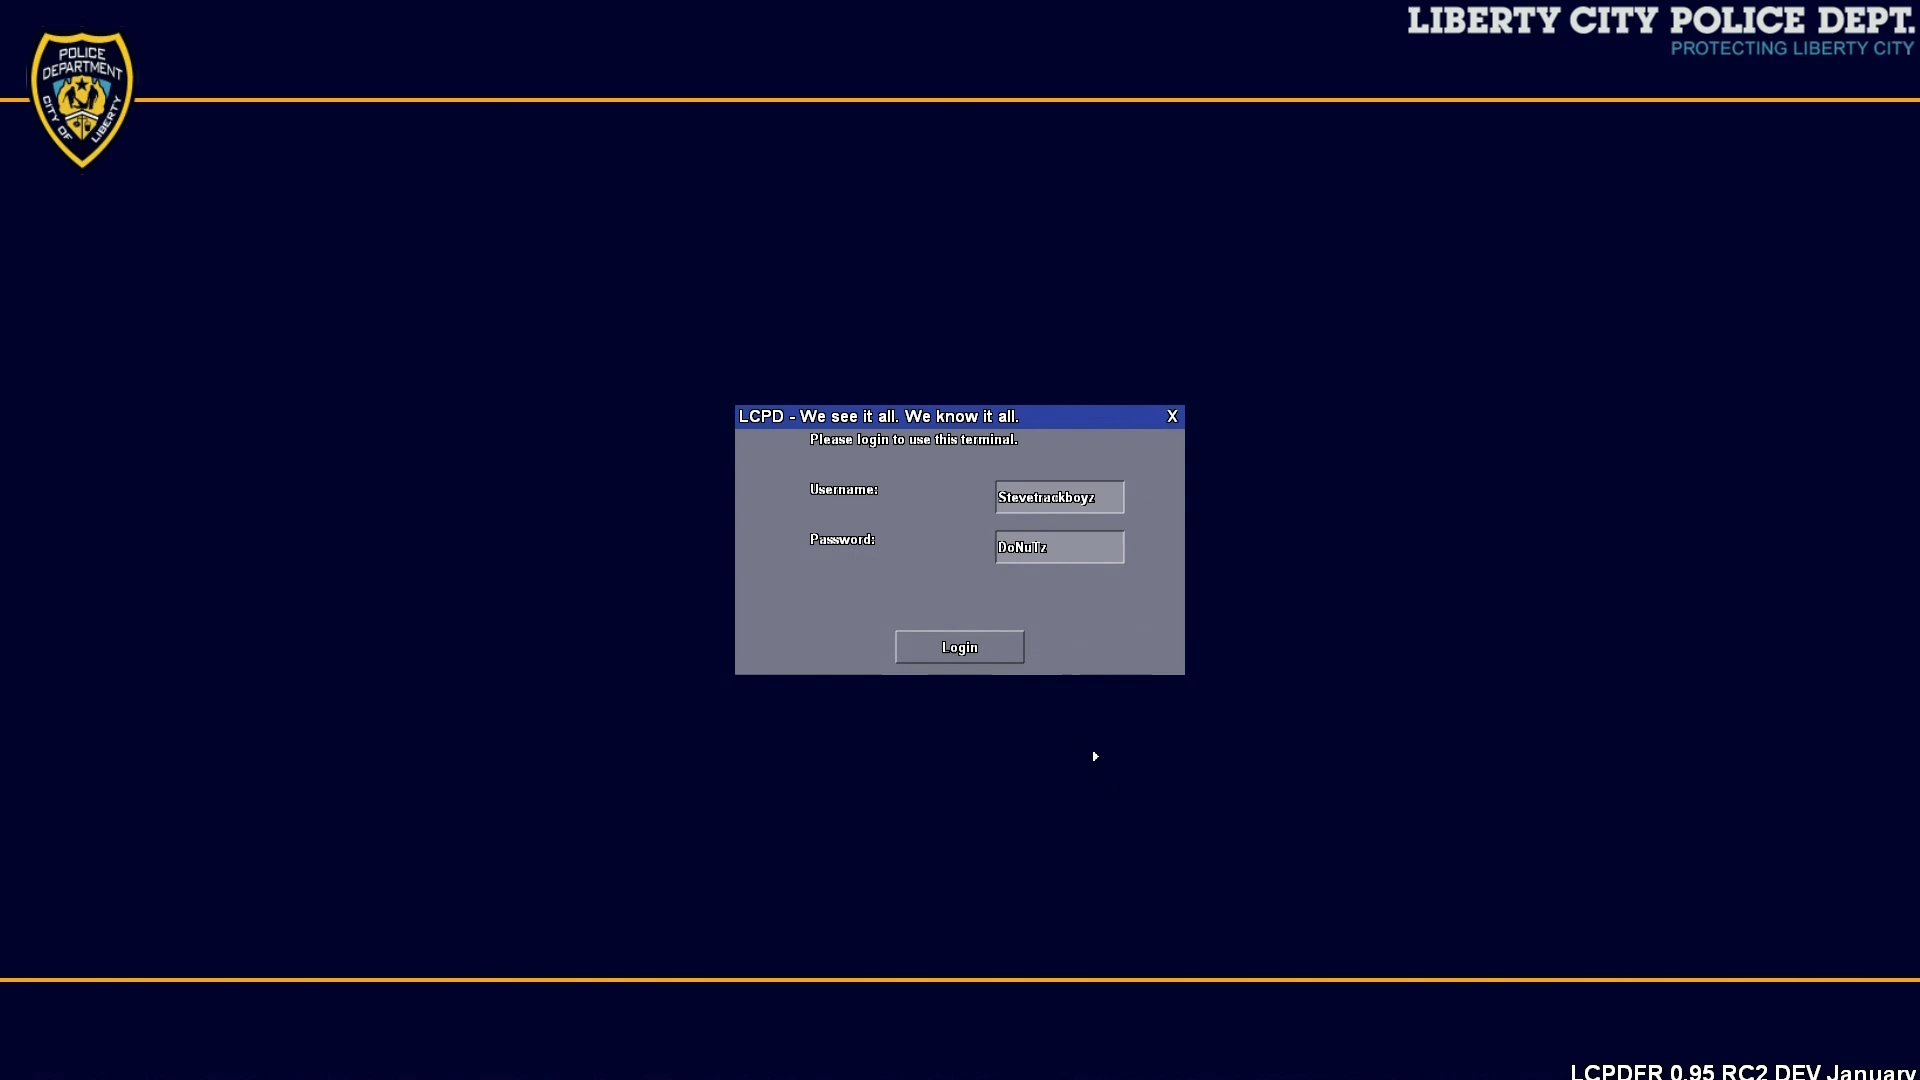 POLICE
DEPARTMENT
CITY OF LIBERTY
LIBERTY CITY POLICE DEPT.
PROTECTING LIBERTY CITY
LCPD - We see it all. We know it all. X
Please login to use this terminal.
Username: Stevetrackboyz
Password: DoNuTz
Login
LCPDFR 0.95 RC2 DEV January